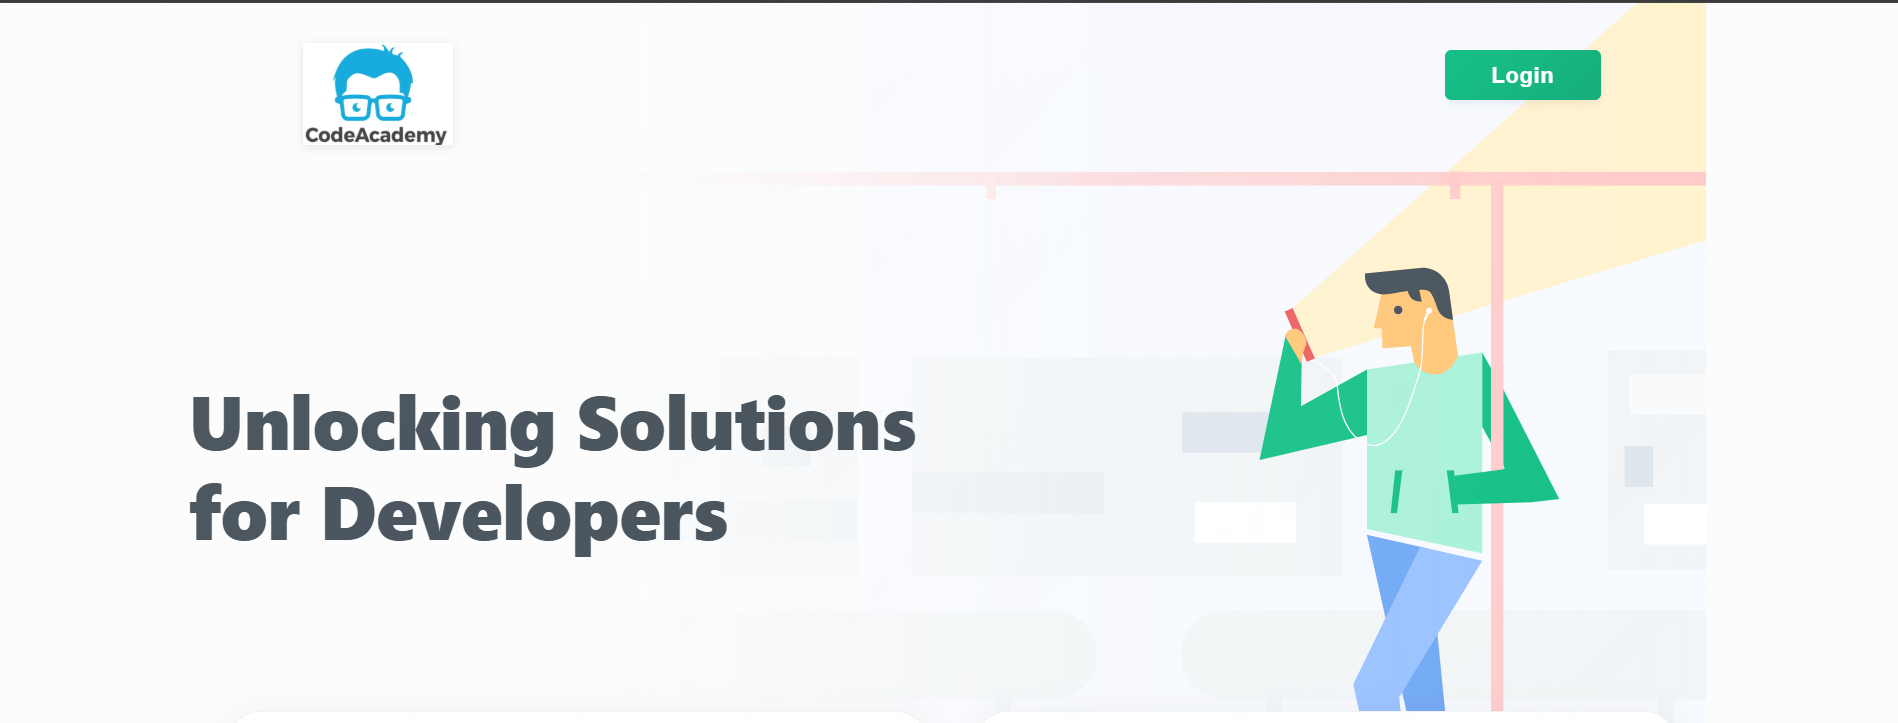 CodeAcademy
Login
Unlocking Solutions
for Developers